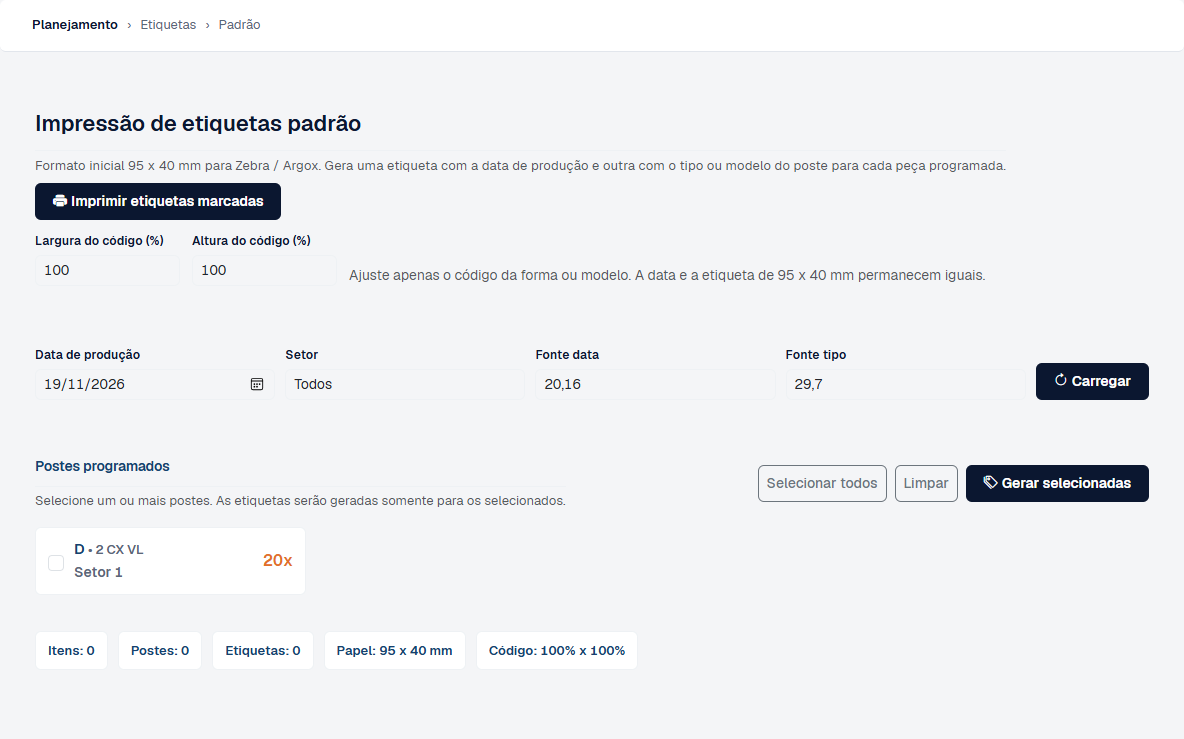 Planejamento › Etiquetas › Padrão
Impressão de etiquetas padrão
Formato inicial 95 x 40 mm para Zebra / Argox. Gera uma etiqueta com a data de produção e outra com o tipo ou modelo do poste para cada peça programada.
Imprimir etiquetas marcadas
Largura do código (%) Altura do código (%)
100 100 Ajuste apenas o código da forma ou modelo. A data e a etiqueta de 95 x 40 mm permanecem iguais.
Data de produção Setor Fonte data Fonte tipo
19/11/2026 Todos 20,16 29,7 Carregar
Postes programados
Selecione um ou mais postes. As etiquetas serão geradas somente para os selecionados.
Selecionar todos Limpar Gerar selecionadas
D • 2 CX VL
Setor 1
20x
Itens: 0 Postes: 0 Etiquetas: 0 Papel: 95 x 40 mm Código: 100% x 100%